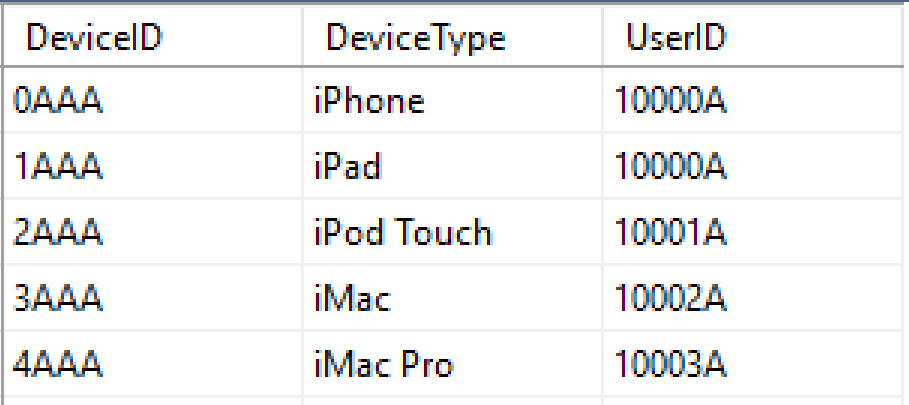 DeviceID DeviceType UserID
0AAA iPhone 10000A
1AAA iPad 10000A
2AAA iPod Touch 10001A
3AAA iMac 10002A
4AAA iMac Pro 10003A